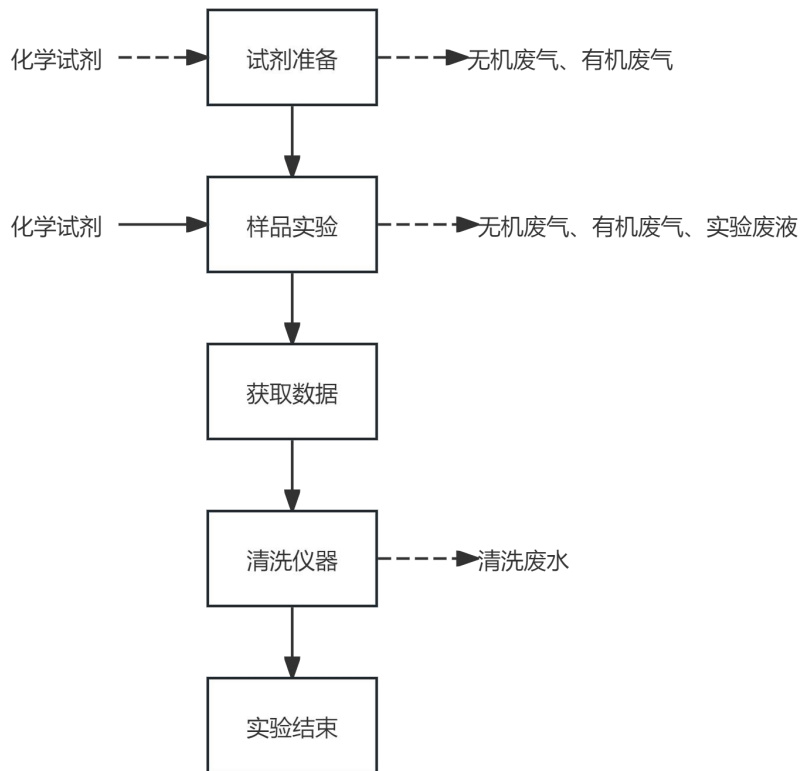 化学试剂
试剂准备
无机废气、有机废气
化学试剂
样品实验
无机废气、有机废气、实验废液
获取数据
清洗仪器
清洗废水
实验结束